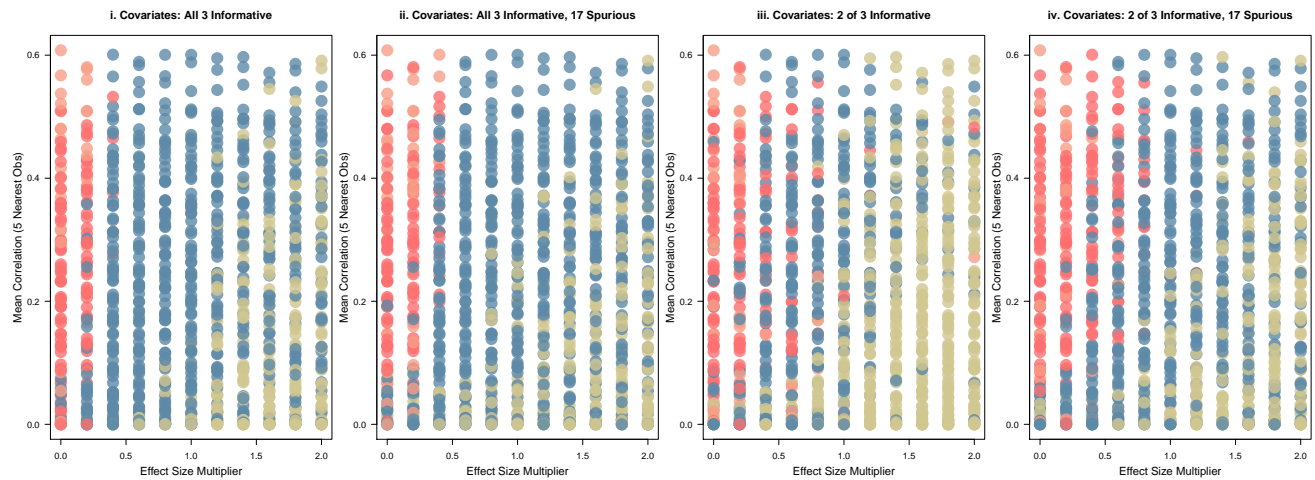 i. Covariates: All 3 Informative
Mean Correlation (5 Nearest Obs)
0.6
0.4
0.2
0.0
0.0 0.5 1.0 1.5 2.0
Effect Size Multiplier
ii. Covariates: All 3 Informative, 17 Spurious
Mean Correlation (5 Nearest Obs)
0.6
0.4
0.2
0.0
0.0 0.5 1.0 1.5 2.0
Effect Size Multiplier
iii. Covariates: 2 of 3 Informative
Mean Correlation (5 Nearest Obs)
0.6
0.4
0.2
0.0
0.0 0.5 1.0 1.5 2.0
Effect Size Multiplier
iv. Covariates: 2 of 3 Informative, 17 Spurious
Mean Correlation (5 Nearest Obs)
0.6
0.4
0.2
0.0
0.0 0.5 1.0 1.5 2.0
Effect Size Multiplier